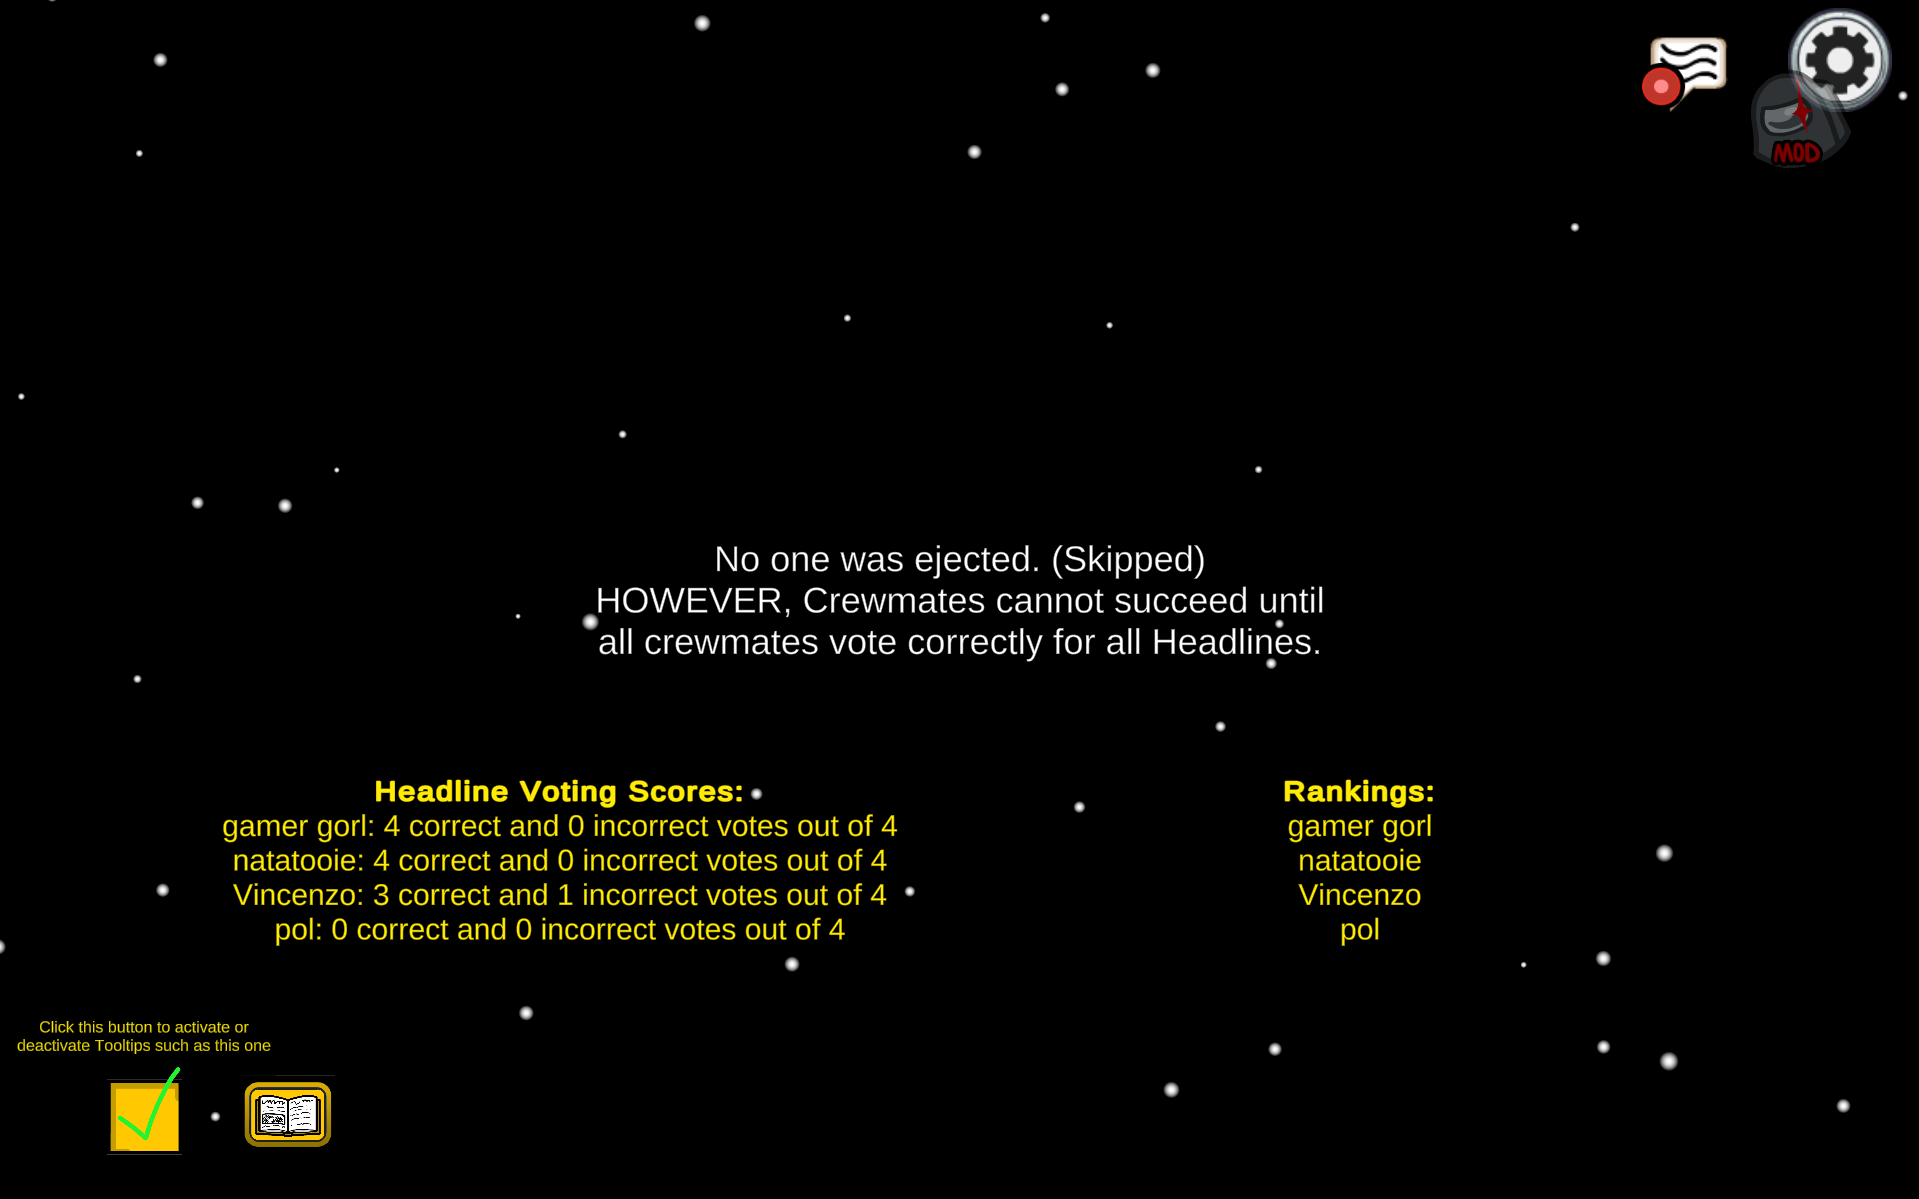 MOD
No one was ejected. (Skipped)
HOWEVER, Crewmates cannot succeed until
all crewmates vote correctly for all Headlines.
Headline Voting Scores:
gamer gorl: 4 correct and 0 incorrect votes out of 4
natatooie: 4 correct and 0 incorrect votes out of 4
Vincenzo: 3 correct and 1 incorrect votes out of 4
pol: 0 correct and 0 incorrect votes out of 4
Rankings:
gamer gorl
natatooie
Vincenzo
pol
Click this button to activate or
deactivate Tooltips such as this one